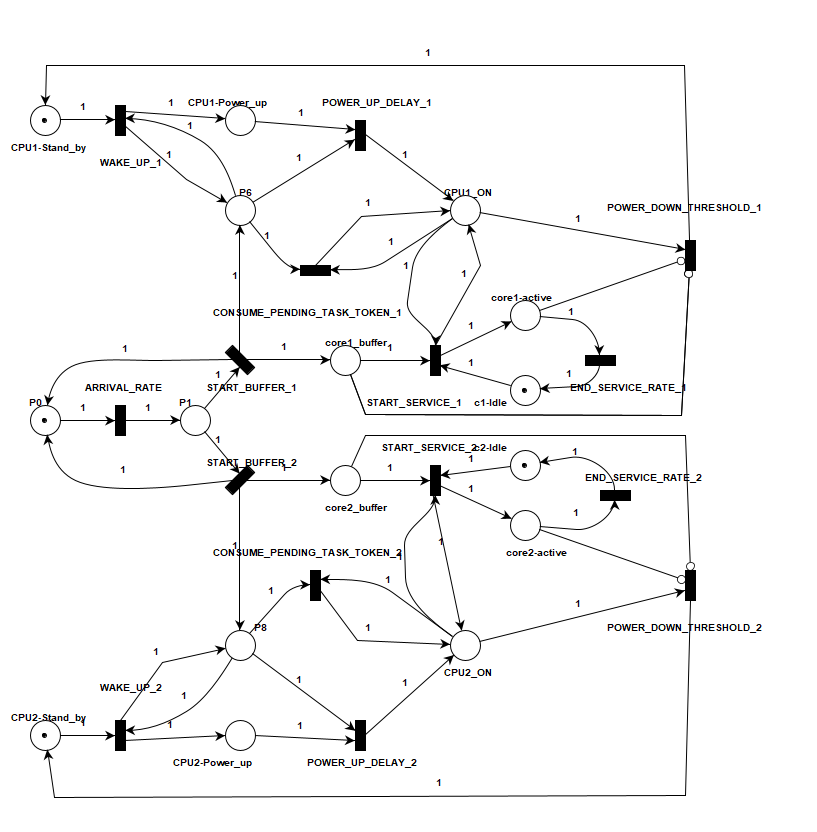 1
1
1
CPU1-Power_up
1
POWER_UP_DELAY_1
CPU1-Stand_by
WAKE_UP_1
1
1
1
1
P6
CPU1_ON
1
POWER_DOWN_THRESHOLD_1
1
1
1
1
1
1
core1-active
CONSUME_PENDING_TASK_TOKEN_1
1
1
core1_buffer
1
1
1
1
1
ARRIVAL_RATE
START_BUFFER_1
END_SERVICE_RATE_1
P0
1
1
P1
START_SERVICE_1
c1-Idle
1
START_SERVICE_2
c2-Idle
1
1
START_BUFFER_2
1
1
1
END_SERVICE_RATE_2
1
core2_buffer
1
1
1
CONSUME_PENDING_TASK_TOKEN_2
1
core2-active
1
1
1
1
P8
POWER_DOWN_THRESHOLD_2
1
CPU2_ON
WAKE_UP_2
1
1
1
CPU2-Stand_by
1
1
CPU2-Power_up
POWER_UP_DELAY_2
1